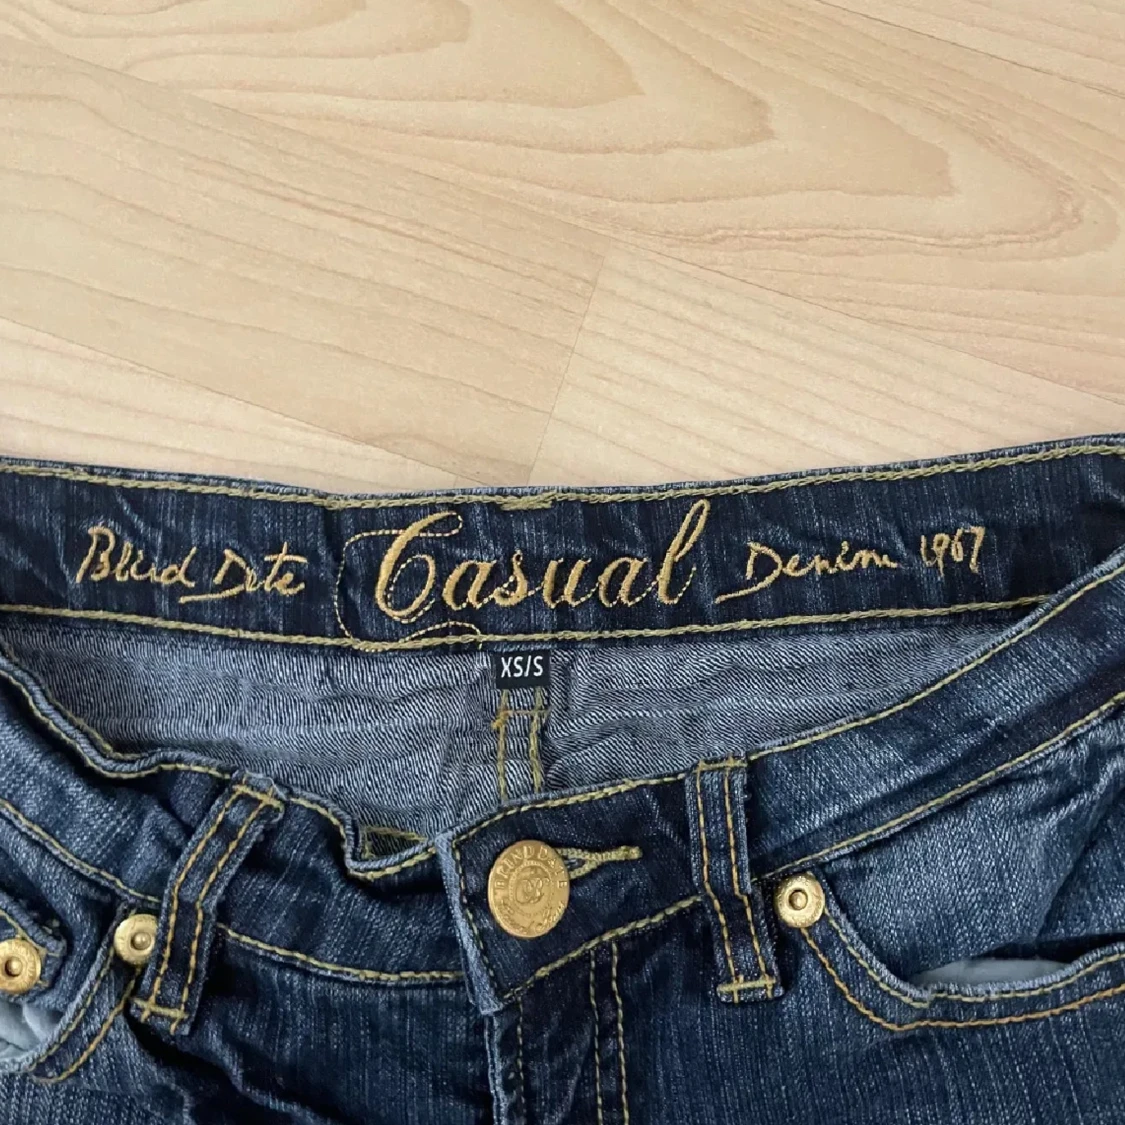 Blind Date Casual Denim 1967
XS/S
BLIND DATE